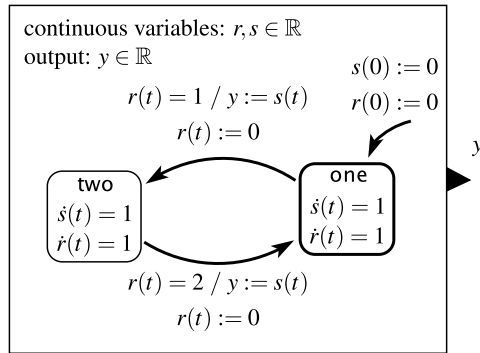 continuous variables: r, s ∈ ℝ
output: y ∈ ℝ
s(0) := 0
r(0) := 0
r(t) = 1 / y := s(t)
r(t) := 0
y
two
ṡ(t) = 1
ṙ(t) = 1
one
ṡ(t) = 1
ṙ(t) = 1
r(t) = 2 / y := s(t)
r(t) := 0